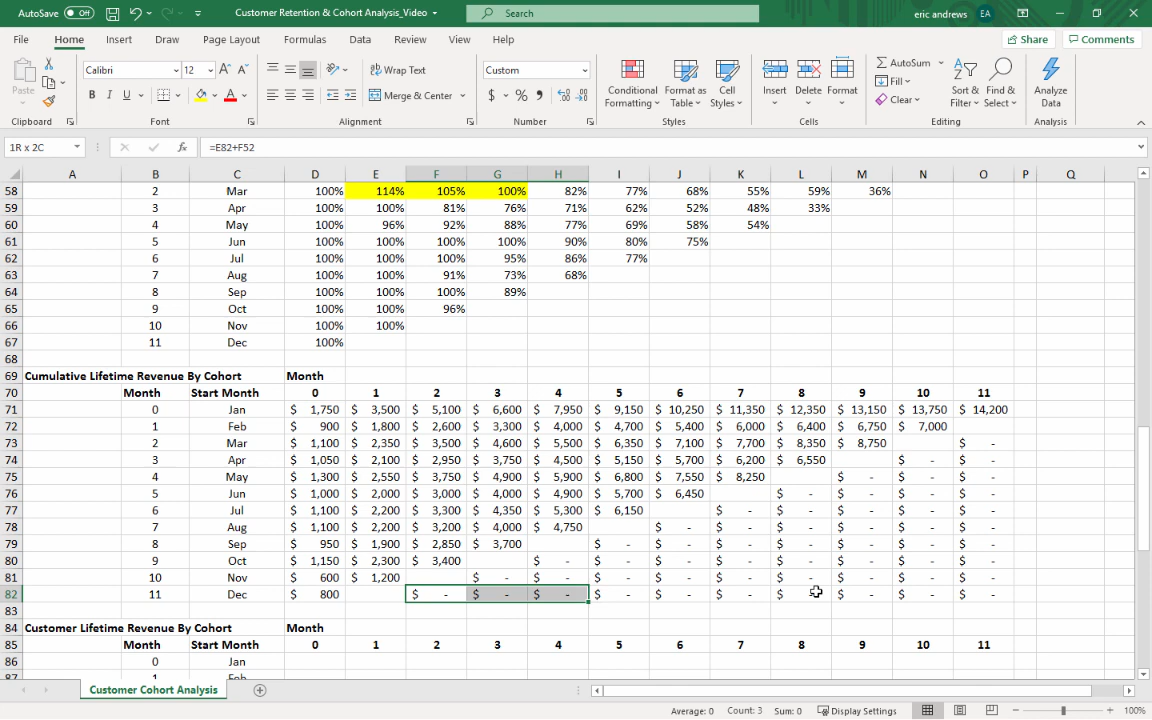 AutoSave Off Customer Retention & Cohort Analysis_Video Search eric andrews EA
File Home Insert Draw Page Layout Formulas Data Review View Help Share Comments
Paste Calibri 12 A A Wrap Text Custom Conditional Formatting Format as Table Cell Styles Insert Delete Format AutoSum Fill Clear Sort & Filter Find & Select Analyze Data
B I U A Merge & Center $ % 9
Clipboard Font Alignment Number Styles Cells Editing Analysis
1R x 2C fx =E82+F52
A B C D E F G H I J K L M N O P Q
58 2 Mar 100% 114% 105% 100% 82% 77% 68% 55% 59% 36%
59 3 Apr 100% 100% 81% 76% 71% 62% 52% 48% 33%
60 4 May 100% 96% 92% 88% 77% 69% 58% 54%
61 5 Jun 100% 100% 100% 100% 90% 80% 75%
62 6 Jul 100% 100% 100% 95% 86% 77%
63 7 Aug 100% 100% 91% 73% 68%
64 8 Sep 100% 100% 100% 89%
65 9 Oct 100% 100% 96%
66 10 Nov 100% 100%
67 11 Dec 100%
68
69 Cumulative Lifetime Revenue By Cohort Month
70 Month Start Month 0 1 2 3 4 5 6 7 8 9 10 11
71 0 Jan $ 1,750 $ 3,500 $ 5,100 $ 6,600 $ 7,950 $ 9,150 $ 10,250 $ 11,350 $ 12,350 $ 13,150 $ 13,750 $ 14,200
72 1 Feb $ 900 $ 1,800 $ 2,600 $ 3,300 $ 4,000 $ 4,700 $ 5,400 $ 6,000 $ 6,400 $ 6,750 $ 7,000
73 2 Mar $ 1,100 $ 2,350 $ 3,500 $ 4,600 $ 5,500 $ 6,350 $ 7,100 $ 7,700 $ 8,350 $ 8,750 $ -
74 3 Apr $ 1,050 $ 2,100 $ 2,950 $ 3,750 $ 4,500 $ 5,150 $ 5,700 $ 6,200 $ 6,550 $ - $ -
75 4 May $ 1,300 $ 2,550 $ 3,750 $ 4,900 $ 5,900 $ 6,800 $ 7,550 $ 8,250 $ - $ - $ -
76 5 Jun $ 1,000 $ 2,000 $ 3,000 $ 4,000 $ 4,900 $ 5,700 $ 6,450 $ - $ - $ - $ -
77 6 Jul $ 1,100 $ 2,200 $ 3,300 $ 4,350 $ 5,300 $ 6,150 $ - $ - $ - $ - $ -
78 7 Aug $ 1,100 $ 2,200 $ 3,200 $ 4,000 $ 4,750 $ - $ - $ - $ - $ - $ -
79 8 Sep $ 950 $ 1,900 $ 2,850 $ 3,700 $ - $ - $ - $ - $ - $ - $ -
80 9 Oct $ 1,150 $ 2,300 $ 3,400 $ - $ - $ - $ - $ - $ - $ - $ -
81 10 Nov $ 600 $ 1,200 $ - $ - $ - $ - $ - $ - $ - $ - $ -
82 11 Dec $ 800 $ - $ - $ - $ - $ - $ - $ - $ - $ - $ -
83
84 Customer Lifetime Revenue By Cohort Month
85 Month Start Month 0 1 2 3 4 5 6 7 8 9 10 11
86 0 Jan
87 1 Feb
Customer Cohort Analysis
Average: 0 Count: 3 Sum: 0 Display Settings 100%